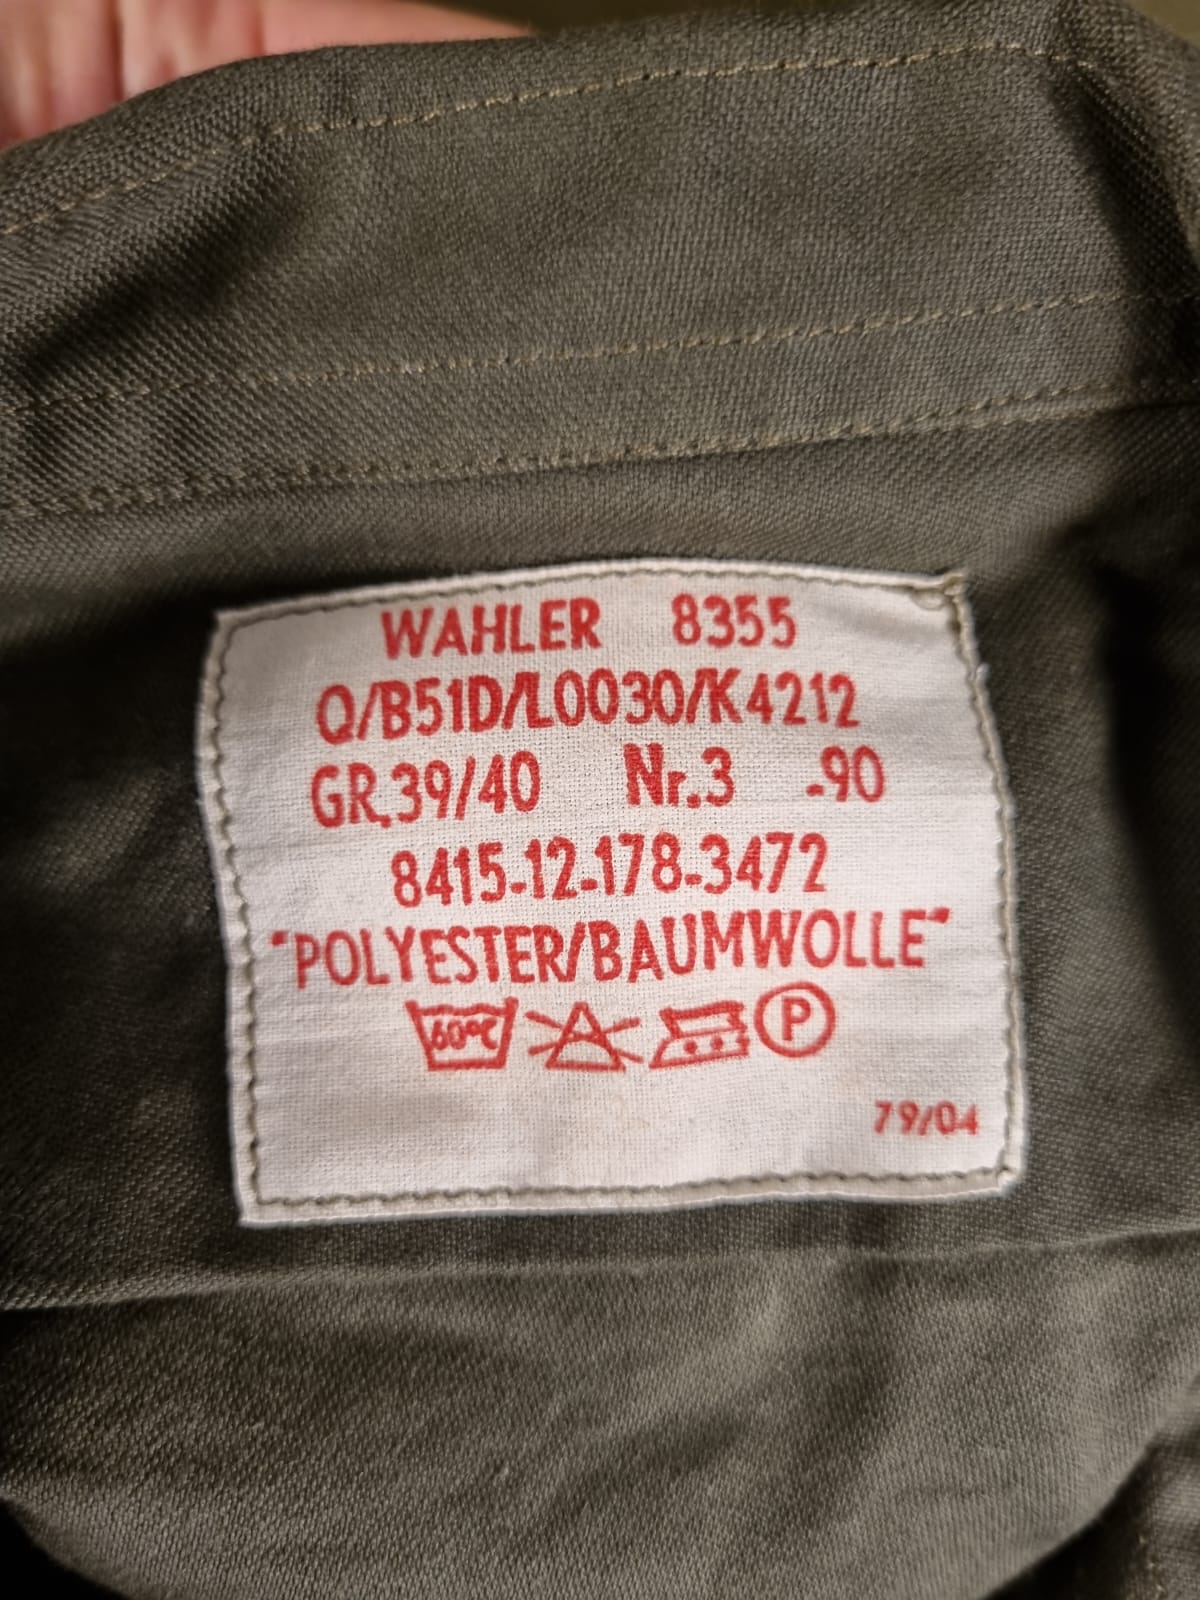 WAHLER 8355
Q/B51D/L0030/K4212
GR.39/40 Nr.3 -90
8415-12-178-3472
"POLYESTER/BAUMWOLLE"
60°C P
79/04